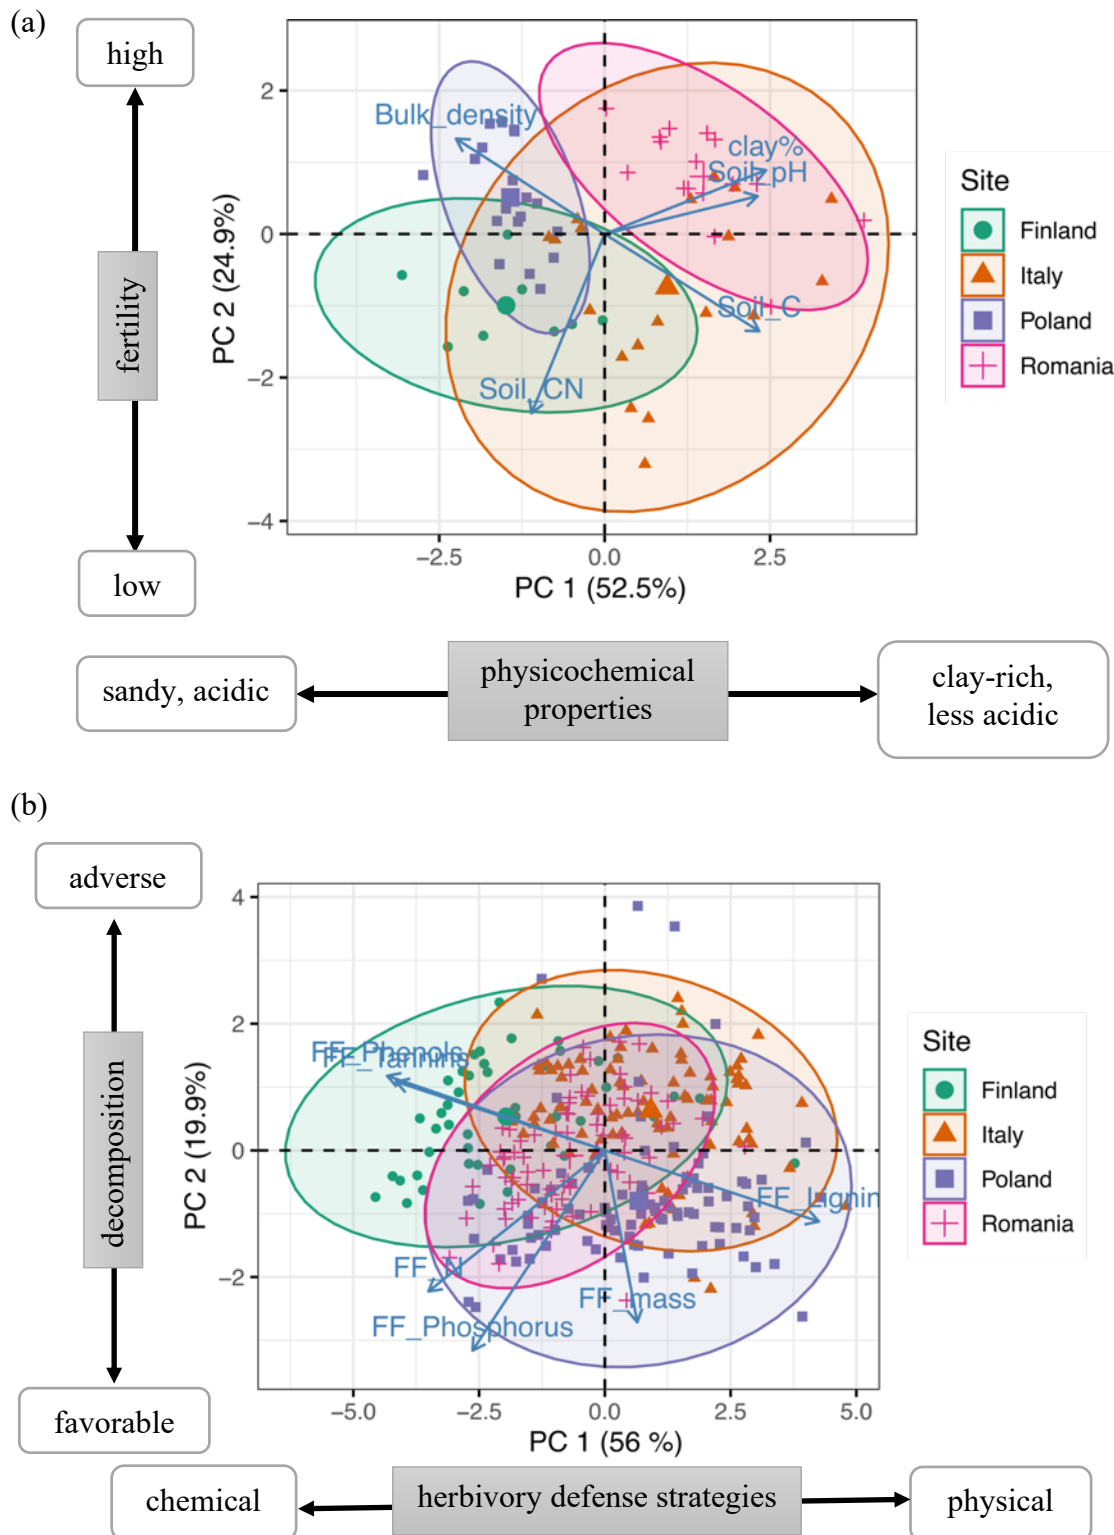 (a)
high
fertility
low
PC 2 (24.9%)
2
0
−2
−4
Bulk_density
clay%
Soil_pH
Soil_C
Soil_CN
−2.5
0.0
2.5
PC 1 (52.5%)
Site
Finland
Italy
Poland
Romania
sandy, acidic
physicochemical
properties
clay-rich,
less acidic
(b)
adverse
decomposition
favorable
PC 2 (19.9%)
4
2
0
−2
FF_Phenols
FF_Tannins
FF_Lignin
FF_N
FF_mass
FF_Phosphorus
−5.0
−2.5
0.0
2.5
5.0
PC 1 (56 %)
Site
Finland
Italy
Poland
Romania
chemical
herbivory defense strategies
physical